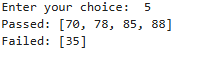 Enter your choice:  5
Passed: [70, 78, 85, 88]
Failed: [35]